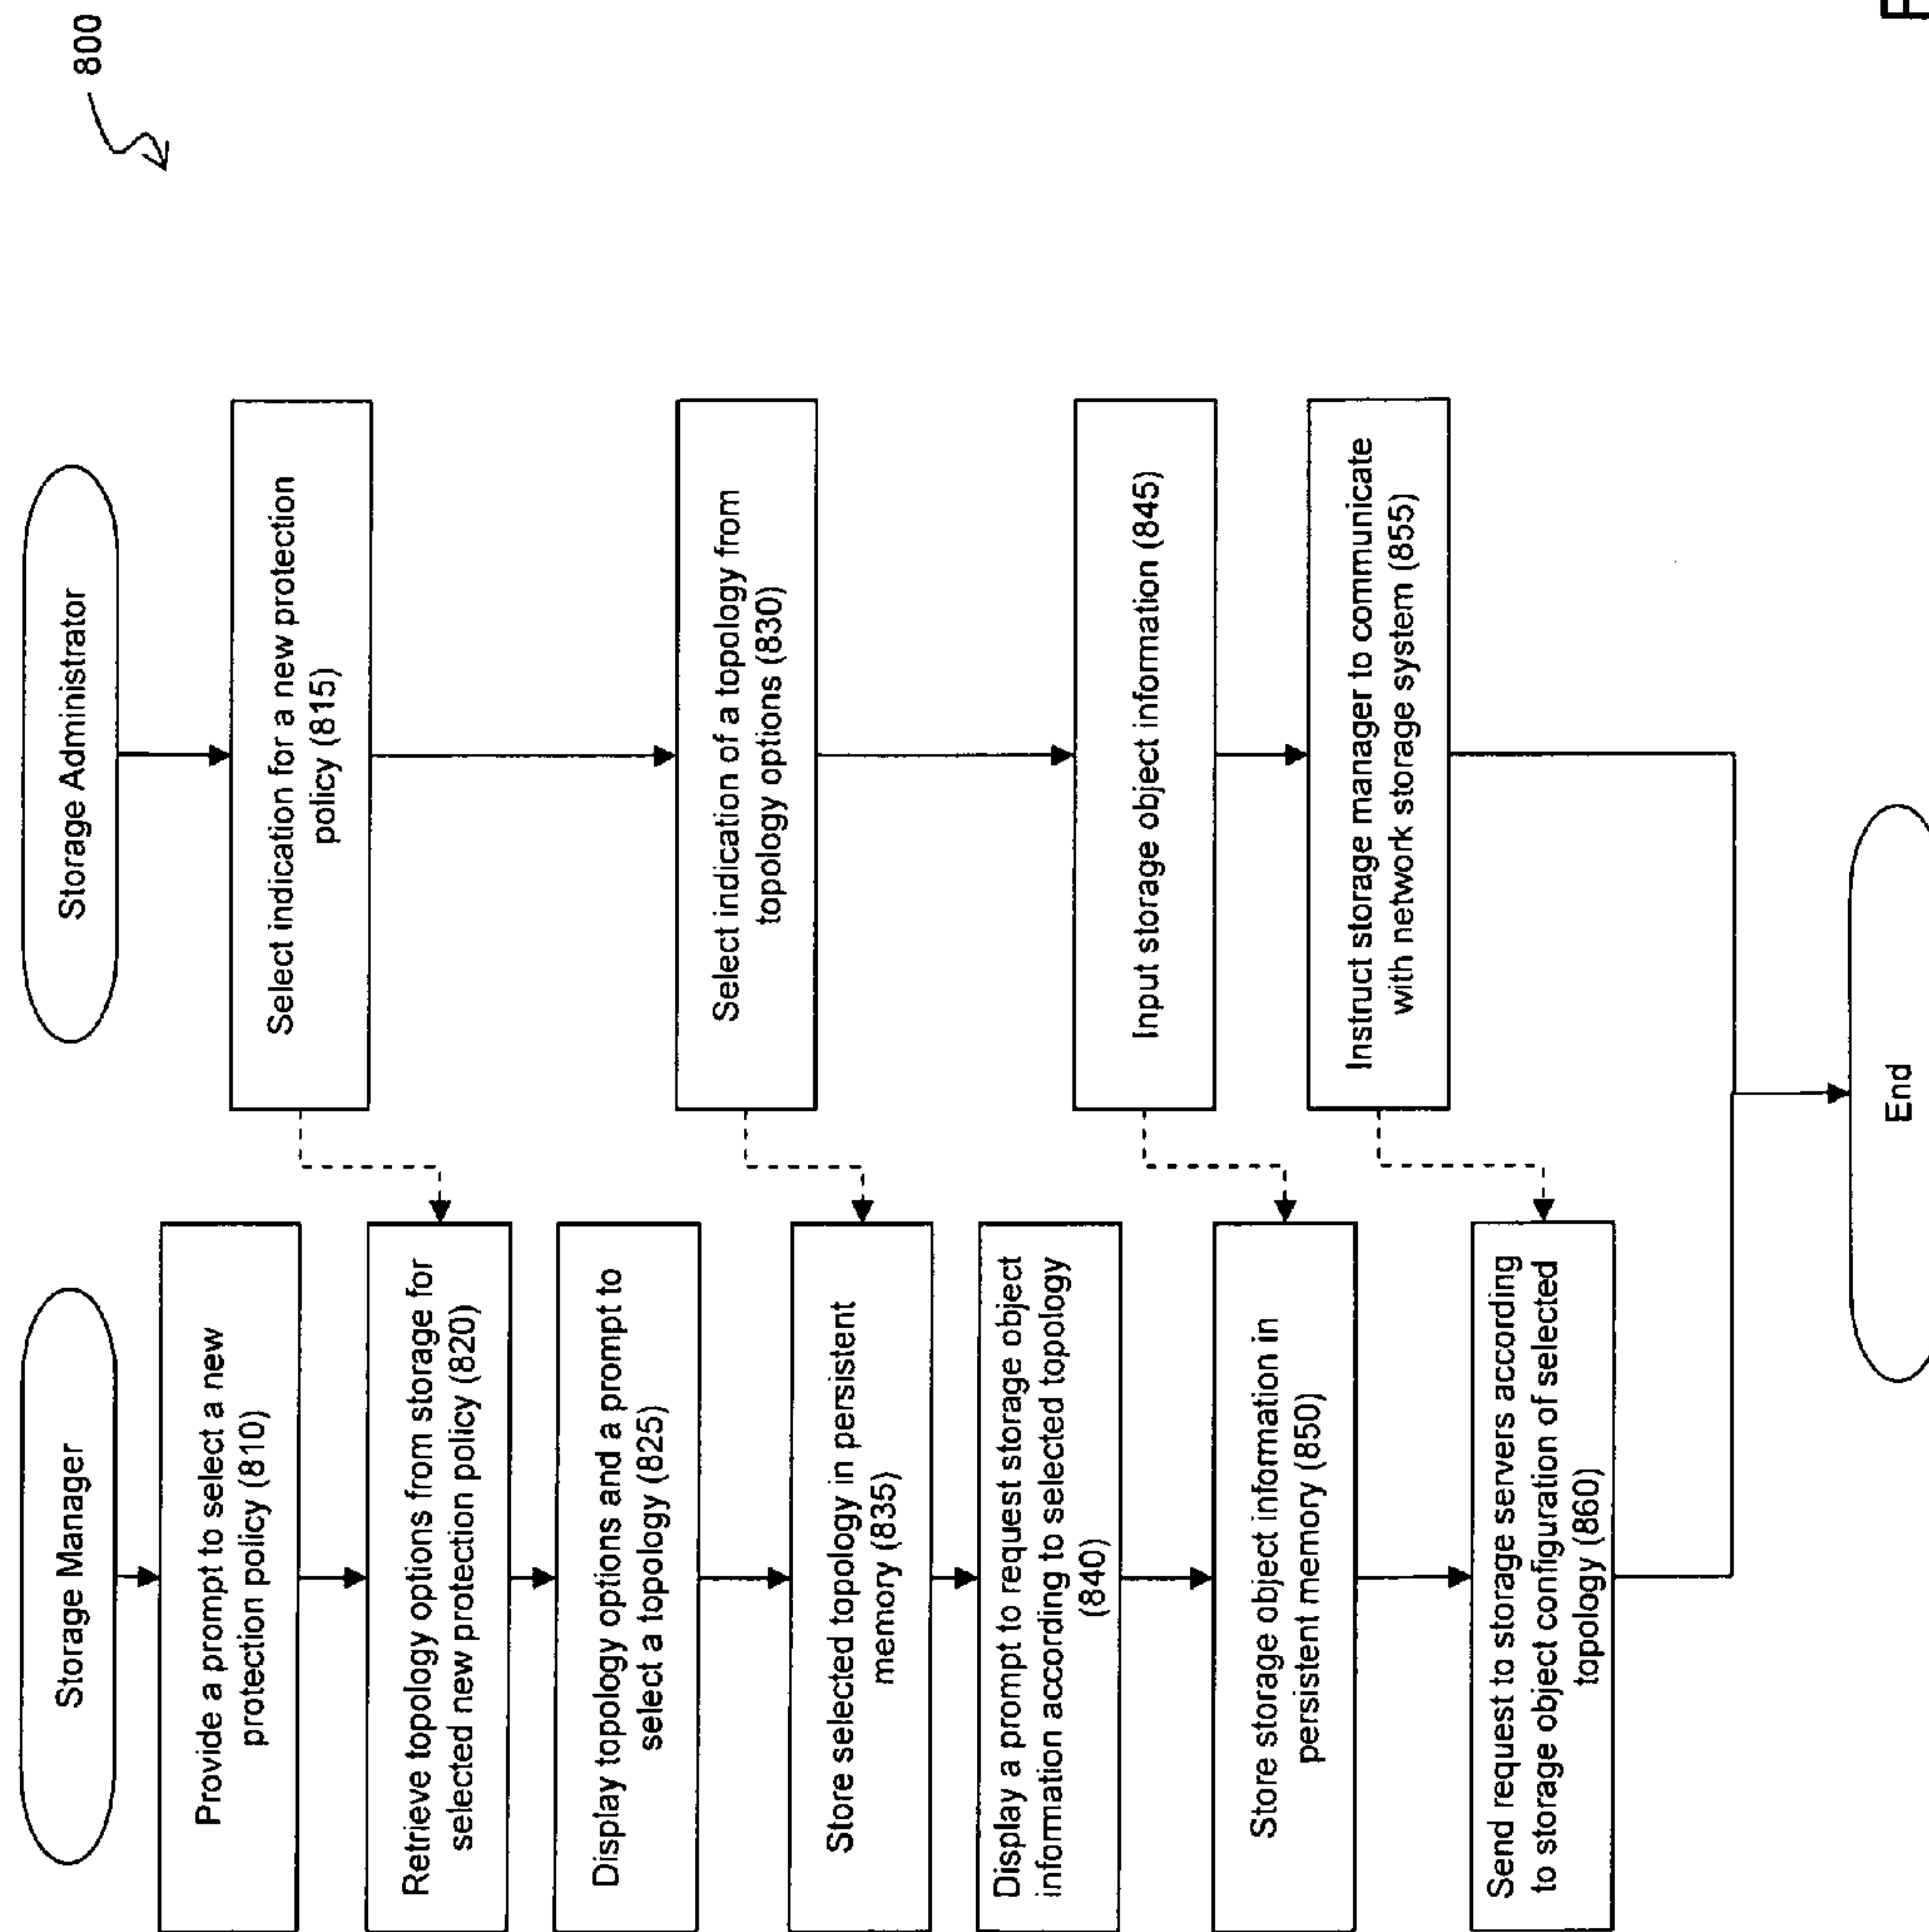 800
Storage Manager
Provide a prompt to select a new
protection policy (810)
Retrieve topology options from storage for
selected new protection policy (820)
Display topology options and a prompt to
select a topology (825)
Store selected topology in persistent
memory (835)
Display a prompt to request storage object
information according to selected topology
(840)
Store storage object information in
persistent memory (850)
Send request to storage servers according
to storage object configuration of selected
topology (860)
Storage Administrator
Select indication for a new protection
policy (815)
Select indication of a topology from
topology options (830)
Input storage object information (845)
Instruct storage manager to communicate
with network storage system (855)
End